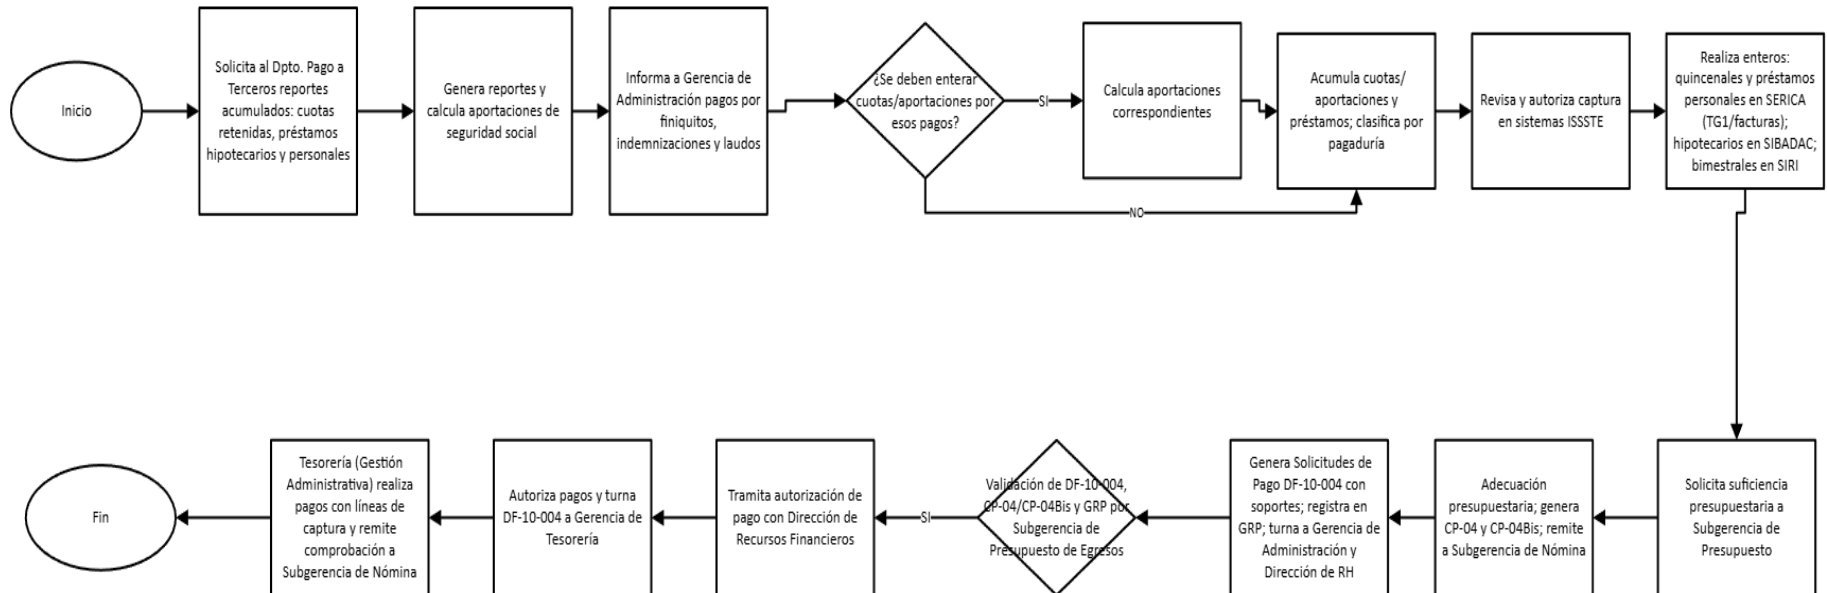 Inicio
Solicita al Dpto. Pago a
Terceros reportes
acumulados: cuotas
retenidas, préstamos
hipotecarios y personales
Genera reportes y
calcula aportaciones de
seguridad social
Informa a Gerencia de
Administración pagos por
finiquitos,
indemnizaciones y laudos
¿Se deben enterar
cuotas/aportaciones por
esos pagos?
SI
NO
Calcula aportaciones
correspondientes
Acumula cuotas/
aportaciones y
préstamos; clasifica por
pagaduría
Revisa y autoriza captura
en sistemas ISSSTE
Realiza enteros:
quincenales y préstamos
personales en SERICA
(TG1/facturas);
hipotecarios en SIBADAC;
bimestrales en SIRI
Solicita suficiencia
presupuestaria a
Subgerencia de
Presupuesto
Adecuación
presupuestaria; genera
CP-04 y CP-04Bis; remite
a Subgerencia de Nómina
Genera Solicitudes de
Pago DF-10-004 con
soportes; registra en
GRP; turna a Gerencia de
Administración y
Dirección de RH
Validación de DF-10-004,
CP-04/CP-04Bis y GRP por
Subgerencia de
Presupuesto de Egresos
SI
Tramita autorización de
pago con Dirección de
Recursos Financieros
Autoriza pagos y turna
DF-10-004 a Gerencia de
Tesorería
Tesorería (Gestión
Administrativa) realiza
pagos con líneas de
captura y remite
comprobación a
Subgerencia de Nómina
Fin